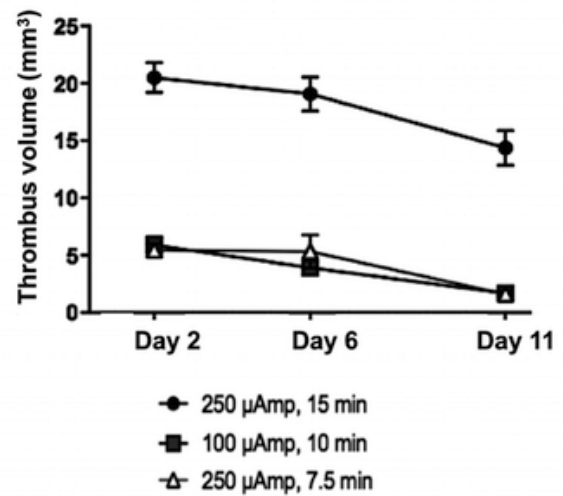 Thrombus volume (mm³)
25
20
15
10
5
0
Day 2
Day 6
Day 11
250 µAmp, 15 min
100 µAmp, 10 min
250 µAmp, 7.5 min